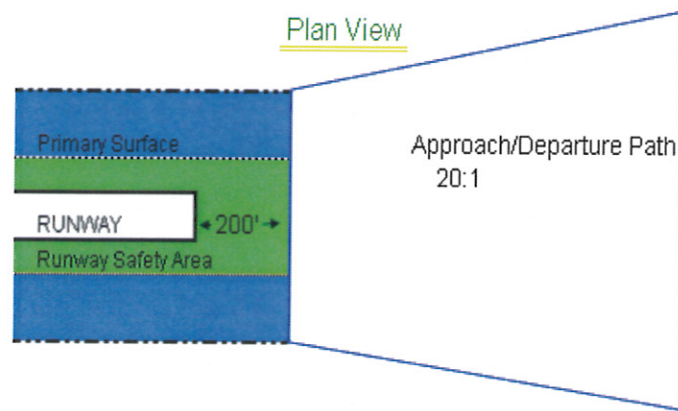 Plan View
Primary Surface
Approach/Departure Path
20:1
RUNWAY
200'
Runway Safety Area